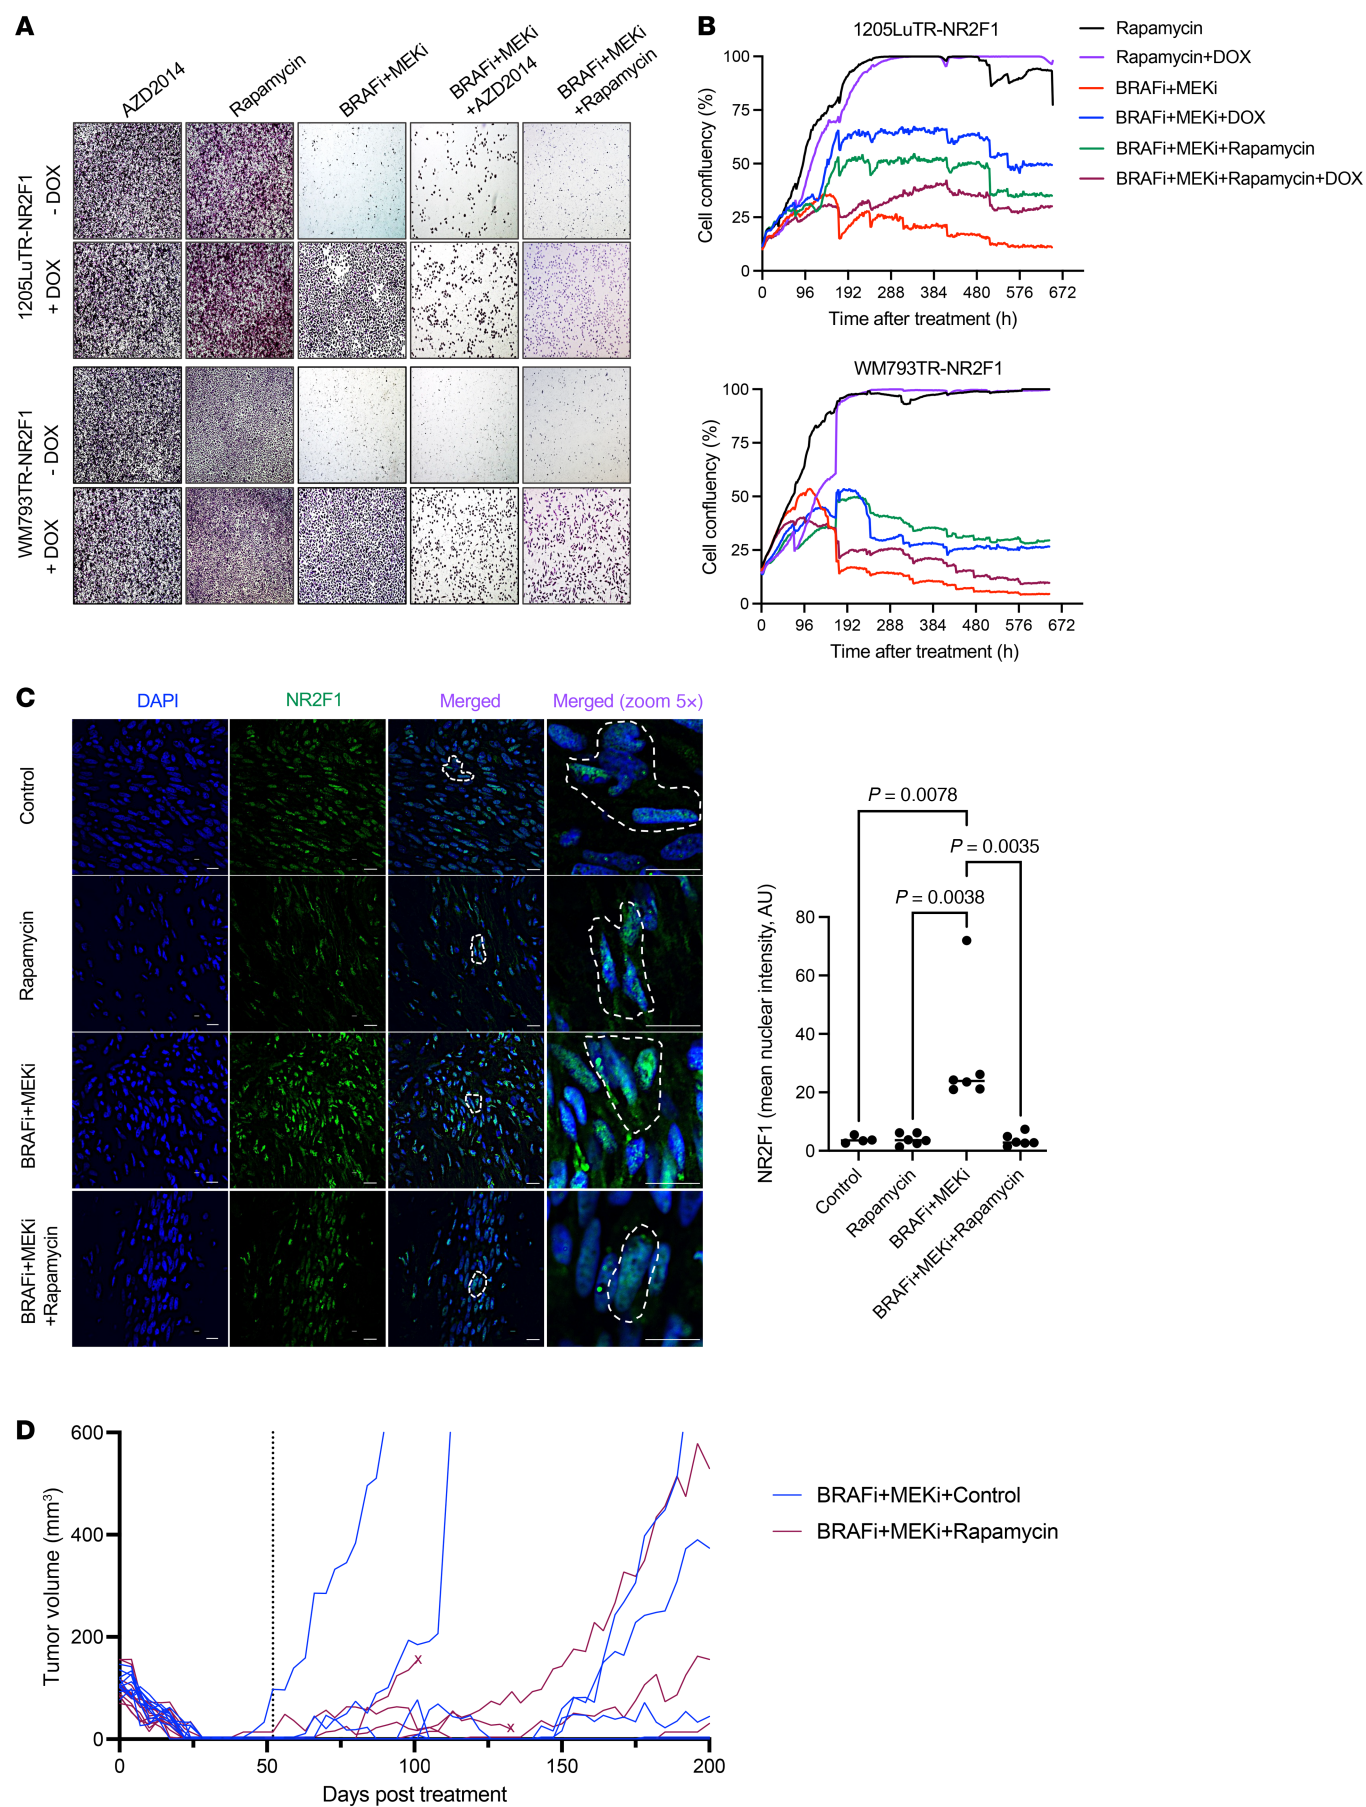 A
AZD2014
Rapamycin
BRAFi+MEKi
BRAFi+MEKi
+AZD2014
BRAFi+MEKi
+Rapamycin
1205LuTR-NR2F1
- DOX
+ DOX
WM793TR-NR2F1
- DOX
+ DOX
B
1205LuTR-NR2F1
Cell confluency (%)
100
75
50
25
0
0 96 192 288 384 480 576 672
Time after treatment (h)
Rapamycin
Rapamycin+DOX
BRAFi+MEKi
BRAFi+MEKi+DOX
BRAFi+MEKi+Rapamycin
BRAFi+MEKi+Rapamycin+DOX
WM793TR-NR2F1
Cell confluency (%)
100
75
50
25
0
0 96 192 288 384 480 576 672
Time after treatment (h)
C
DAPI NR2F1 Merged Merged (zoom 5×)
Control
Rapamycin
BRAFi+MEKi
BRAFi+MEKi
+Rapamycin
P = 0.0078
P = 0.0035
P = 0.0038
NR2F1 (mean nuclear intensity, AU)
80
60
40
20
0
Control
Rapamycin
BRAFi+MEKi
BRAFi+MEKi+Rapamycin
D
Tumor volume (mm³)
600
400
200
0
x
x
0 50 100 150 200
Days post treatment
BRAFi+MEKi+Control
BRAFi+MEKi+Rapamycin